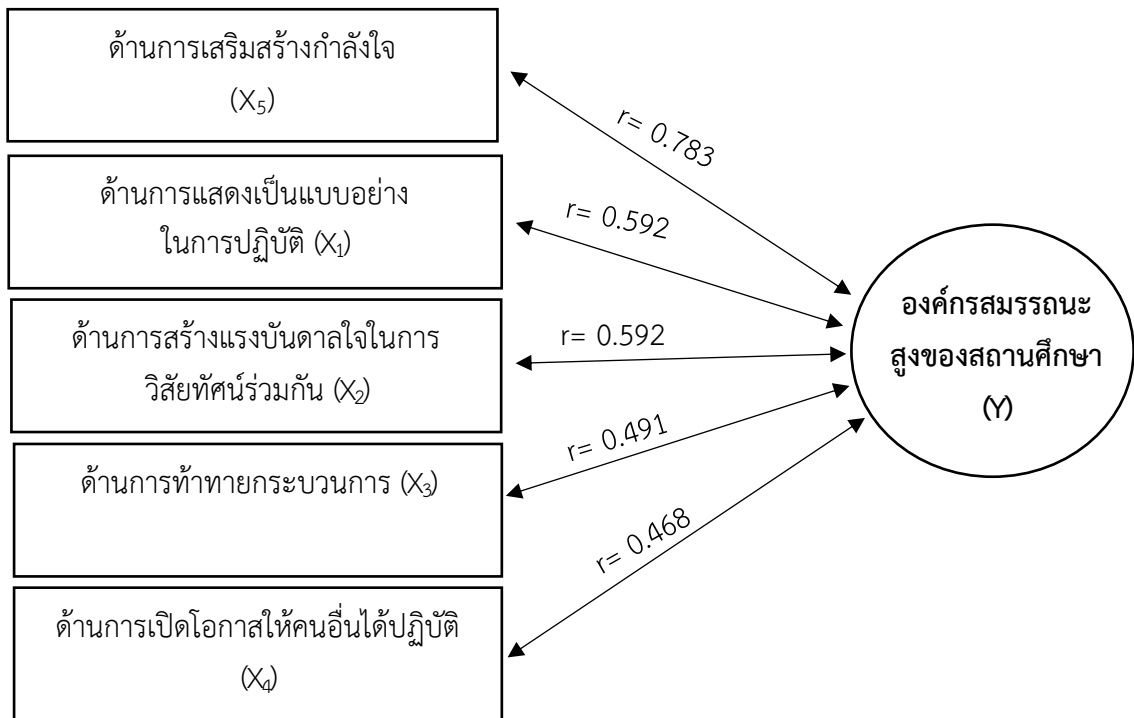 ด้านการเสริมสร้างกำลังใจ
(X₅)
r= 0.783
ด้านการแสดงเป็นแบบอย่าง
ในการปฏิบัติ (X₁)
r= 0.592
ด้านการสร้างแรงบันดาลใจในการ
วิสัยทัศน์ร่วมกัน (X₂)
r= 0.592
ด้านการท้าทายกระบวนการ (X₃)
r= 0.491
ด้านการเปิดโอกาสให้คนอื่นได้ปฏิบัติ
(X₄)
r= 0.468
องค์กรสมรรถนะ
สูงของสถานศึกษา
(Y)